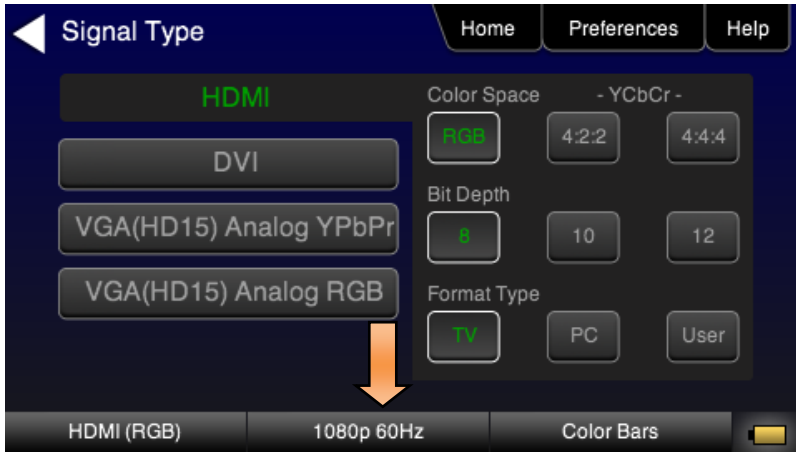 Signal Type
Home
Preferences
Help
HDMI
DVI
VGA(HD15) Analog YPbPr
VGA(HD15) Analog RGB
Color Space - YCbCr -
RGB 4:2:2 4:4:4
Bit Depth
8 10 12
Format Type
TV PC User
HDMI (RGB) 1080p 60Hz Color Bars